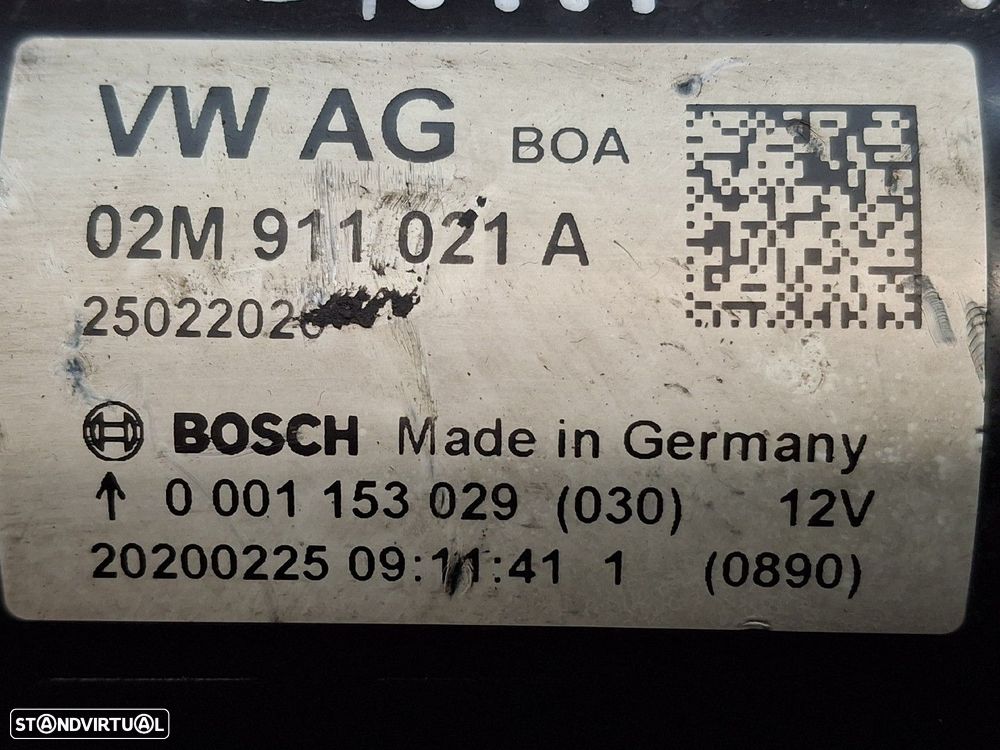 VW AG BOA
02M 911 021 A
BOSCH Made in Germany
↑ 0 001 153 029 (030) 12V
20200225 09:11:41 1 (0890)
STANDVIRTUAL